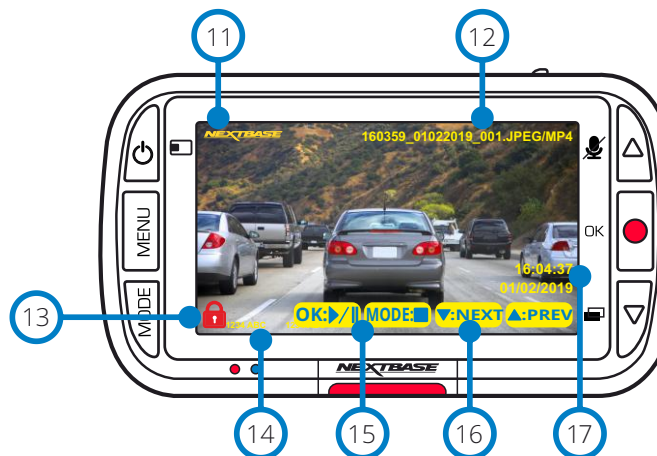 11
12
NEXTBASE
160359_01022019_001.JPEG/MP4
MENU
OK
16:04:37
01/02/2019
MODE
13
OK:▶/II
MODE:■
▼:NEXT
▲:PREV
NEXTBASE
14
15
16
17